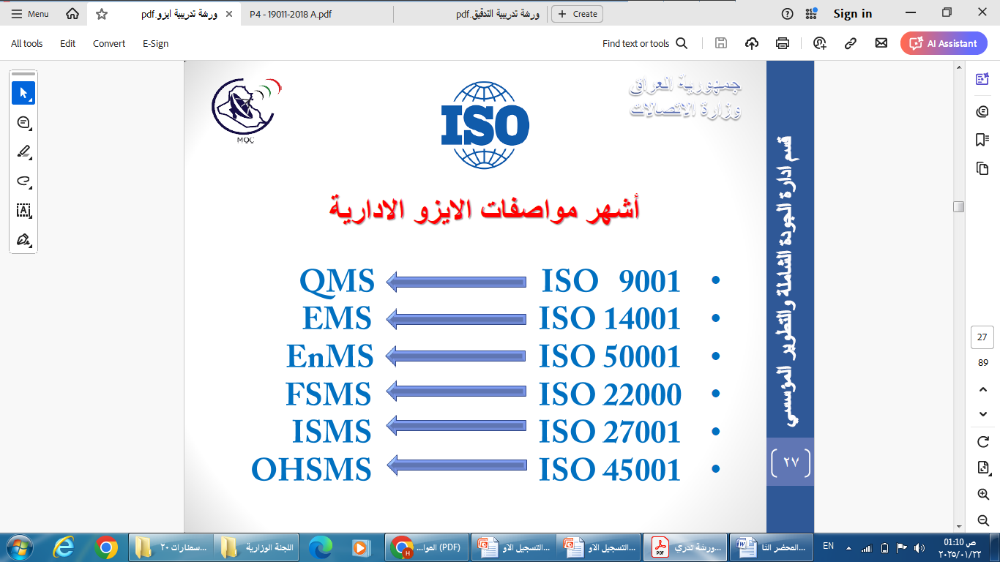 Menu
ورشة تدريبية ايزو.pdf
P4 - 19011-2018 A.pdf
ورشة تدريبية التدقيق.pdf
Create
Sign in
All tools
Edit
Convert
E-Sign
Find text or tools
AI Assistant
MQC
ISO
جمهورية العراق
وزارة الاتصالات
قسم ادارة الجودة الشاملة والتطوير المؤسسي
أشهر مواصفات الايزو الادارية
• ISO 9001 QMS
• ISO 14001 EMS
• ISO 50001 EnMS
• ISO 22000 FSMS
• ISO 27001 ISMS
• ISO 45001 OHSMS
٢٧
27
89
سمنارات ٢٠...
اللجنة الوزارية
(PDF) الموا...
التسجيل الاو...
التسجيل الاو...
ورشة تدري...
المحضر الثا...
EN
01:10 ص
٢٠٢٥/٠١/٢٢